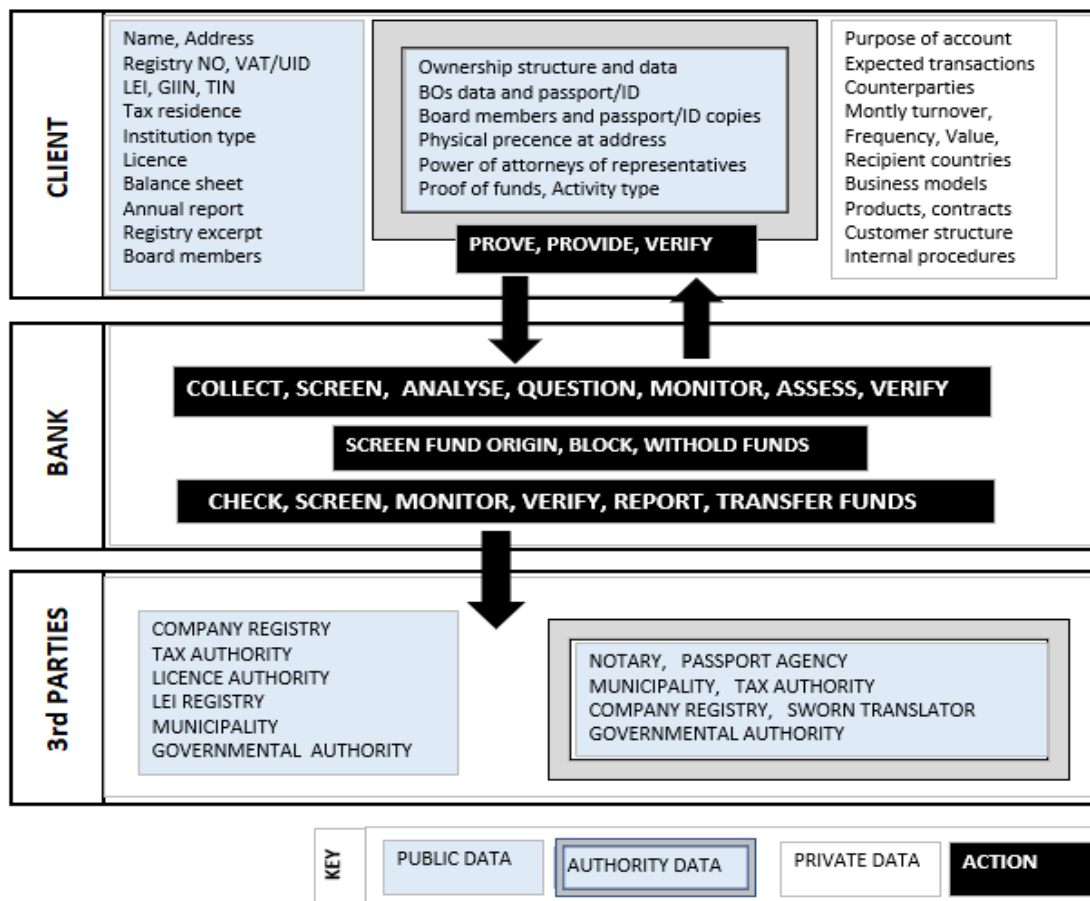 CLIENT
Name, Address
Registry NO, VAT/UID
LEI, GIIN, TIN
Tax residence
Institution type
Licence
Balance sheet
Annual report
Registry excerpt
Board members
Ownership structure and data
BOs data and passport/ID
Board members and passport/ID copies
Physical precence at address
Power of attorneys of representatives
Proof of funds, Activity type
PROVE, PROVIDE, VERIFY
Purpose of account
Expected transactions
Counterparties
Montly turnover,
Frequency, Value,
Recipient countries
Business models
Products, contracts
Customer structure
Internal procedures
BANK
COLLECT, SCREEN, ANALYSE, QUESTION, MONITOR, ASSESS, VERIFY
SCREEN FUND ORIGIN, BLOCK, WITHOLD FUNDS
CHECK, SCREEN, MONITOR, VERIFY, REPORT, TRANSFER FUNDS
3rd PARTIES
COMPANY REGISTRY
TAX AUTHORITY
LICENCE AUTHORITY
LEI REGISTRY
MUNICIPALITY
GOVERNMENTAL AUTHORITY
NOTARY, PASSPORT AGENCY
MUNICIPALITY, TAX AUTHORITY
COMPANY REGISTRY, SWORN TRANSLATOR
GOVERNMENTAL AUTHORITY
KEY
PUBLIC DATA
AUTHORITY DATA
PRIVATE DATA
ACTION